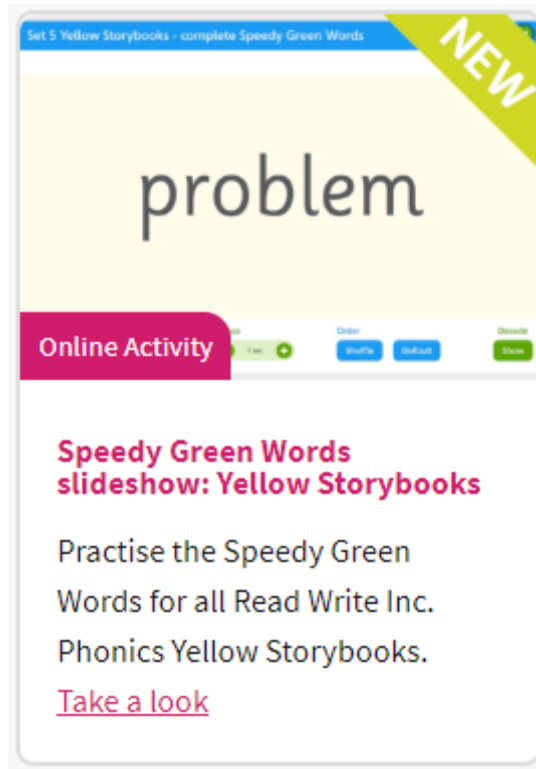 Set 5 Yellow Storybooks - complete Speedy Green Words
NEW
problem
Order
Decode
1 sec
Shuffle
Default
Show
Online Activity
Speedy Green Words
slideshow: Yellow Storybooks
Practise the Speedy Green
Words for all Read Write Inc.
Phonics Yellow Storybooks.
Take a look